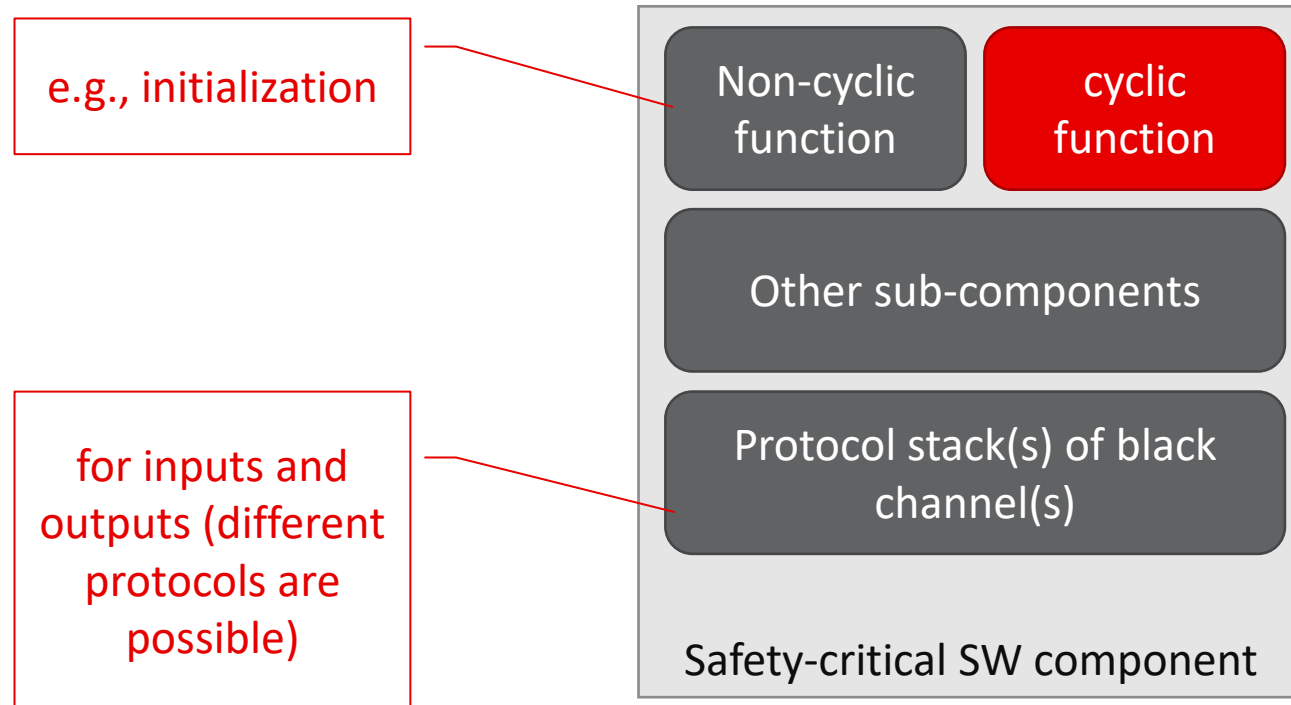 e.g., initialization
Non-cyclic
function
cyclic
function
Other sub-components
for inputs and
outputs (different
protocols are
possible)
Protocol stack(s) of black
channel(s)
Safety-critical SW component